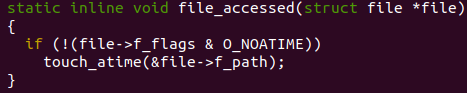 static inline void file_accessed(struct file *file)
{
  if (!(file->f_flags & O_NOATIME))
    touch_atime(&file->f_path);
}